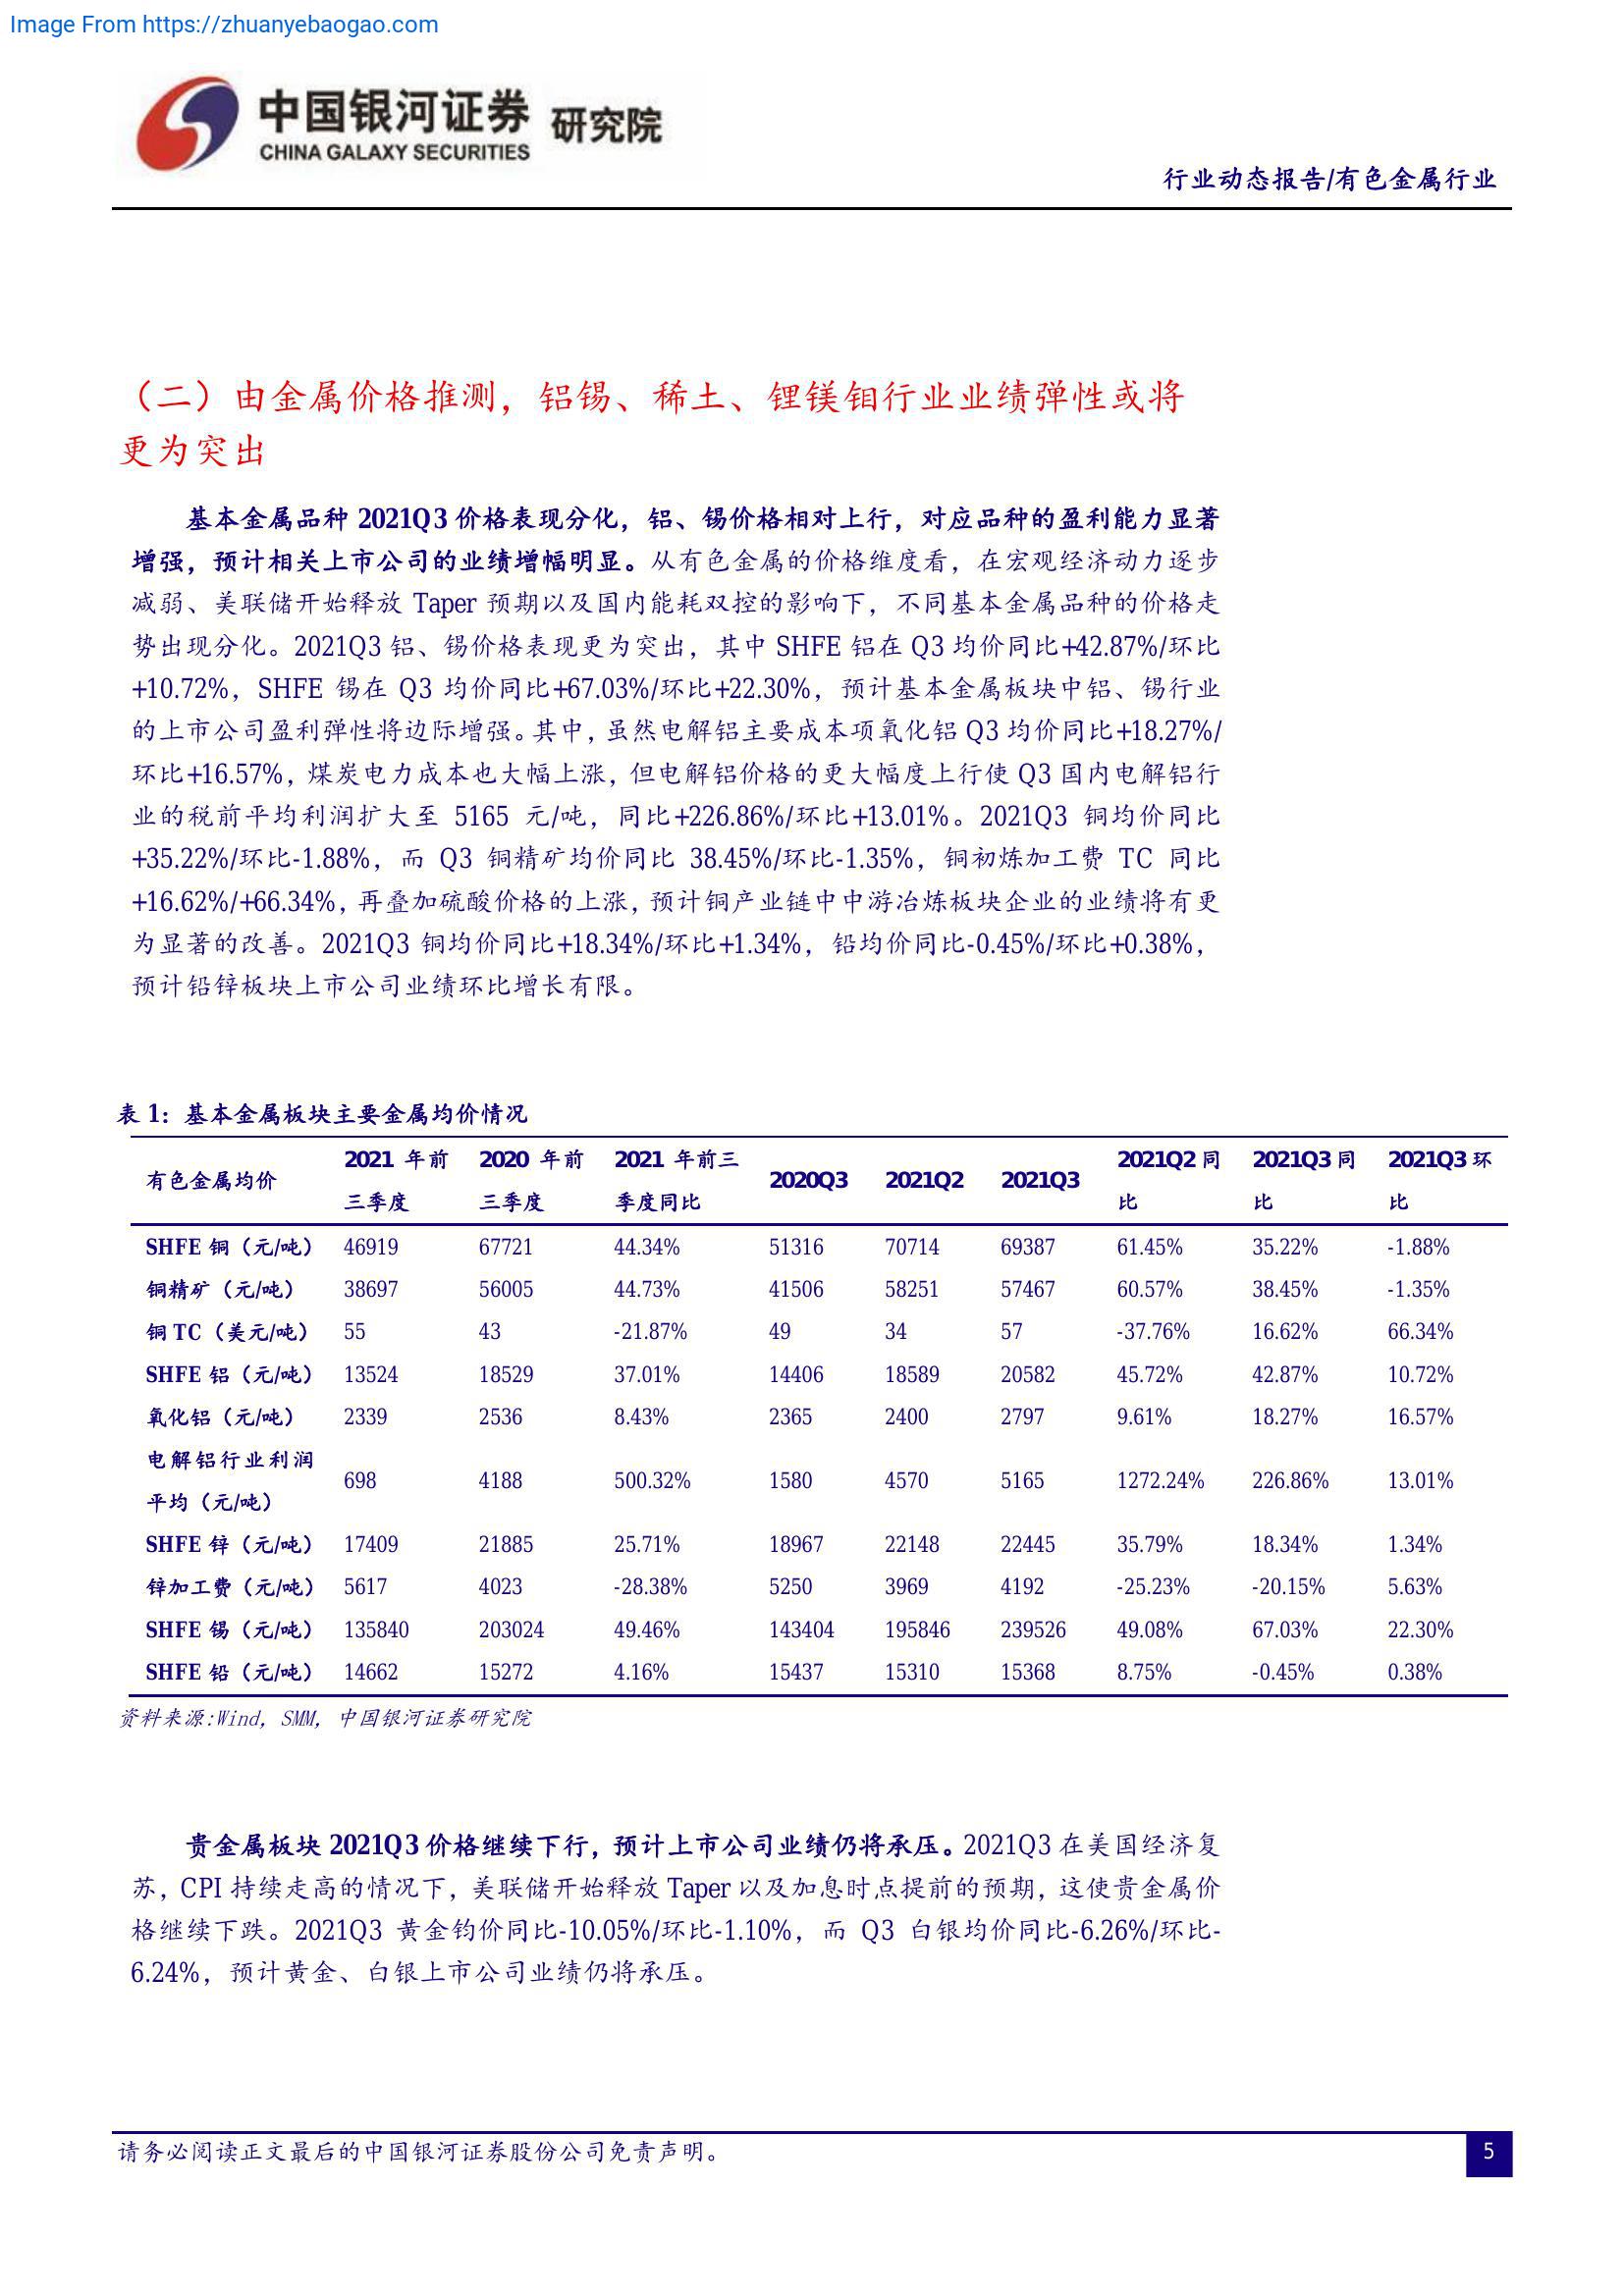 Image From https://zhuanyebaogao.com
中国银河证券 研究院
CHINA GALAXY SECURITIES
行业动态报告/有色金属行业
（二）由金属价格推测，铝锡、稀土、锂镁钼行业业绩弹性或将
更为突出
基本金属品种 2021Q3 价格表现分化，铝、锡价格相对上行，对应品种的盈利能力显著
增强，预计相关上市公司的业绩增幅明显。从有色金属的价格维度看，在宏观经济动力逐步
减弱、美联储开始释放 Taper 预期以及国内能耗双控的影响下，不同基本金属品种的价格走
势出现分化。2021Q3 铝、锡价格表现更为突出，其中 SHFE 铝在 Q3 均价同比+42.87%/环比
+10.72%，SHFE 锡在 Q3 均价同比+67.03%/环比+22.30%，预计基本金属板块中铝、锡行业
的上市公司盈利弹性将边际增强。其中，虽然电解铝主要成本项氧化铝 Q3 均价同比+18.27%/
环比+16.57%，煤炭电力成本也大幅上涨，但电解铝价格的更大幅度上行使 Q3 国内电解铝行
业的税前平均利润扩大至 5165 元/吨，同比+226.86%/环比+13.01%。2021Q3 铜均价同比
+35.22%/环比-1.88%，而 Q3 铜精矿均价同比 38.45%/环比-1.35%，铜初炼加工费 TC 同比
+16.62%/+66.34%，再叠加硫酸价格的上涨，预计铜产业链中中游冶炼板块企业的业绩将有更
为显著的改善。2021Q3 铜均价同比+18.34%/环比+1.34%，铅均价同比-0.45%/环比+0.38%，
预计铅锌板块上市公司业绩环比增长有限。
表 1：基本金属板块主要金属均价情况
有色金属均价 2021 年前三季度 2020 年前三季度 2021 年前三季度同比 2020Q3 2021Q2 2021Q3 2021Q2 同比 2021Q3 同比 2021Q3 环比
SHFE 铜（元/吨） 46919 67721 44.34% 51316 70714 69387 61.45% 35.22% -1.88%
铜精矿（元/吨） 38697 56005 44.73% 41506 58251 57467 60.57% 38.45% -1.35%
铜 TC（美元/吨） 55 43 -21.87% 49 34 57 -37.76% 16.62% 66.34%
SHFE 铝（元/吨） 13524 18529 37.01% 14406 18589 20582 45.72% 42.87% 10.72%
氧化铝（元/吨） 2339 2536 8.43% 2365 2400 2797 9.61% 18.27% 16.57%
电解铝行业利润平均（元/吨） 698 4188 500.32% 1580 4570 5165 1272.24% 226.86% 13.01%
SHFE 锌（元/吨） 17409 21885 25.71% 18967 22148 22445 35.79% 18.34% 1.34%
锌加工费（元/吨） 5617 4023 -28.38% 5250 3969 4192 -25.23% -20.15% 5.63%
SHFE 锡（元/吨） 135840 203024 49.46% 143404 195846 239526 49.08% 67.03% 22.30%
SHFE 铅（元/吨） 14662 15272 4.16% 15437 15310 15368 8.75% -0.45% 0.38%
资料来源:Wind，SMM，中国银河证券研究院
贵金属板块 2021Q3 价格继续下行，预计上市公司业绩仍将承压。2021Q3 在美国经济复
苏，CPI 持续走高的情况下，美联储开始释放 Taper 以及加息时点提前的预期，这使贵金属价
格继续下跌。2021Q3 黄金钧价同比-10.05%/环比-1.10%，而 Q3 白银均价同比-6.26%/环比-
6.24%，预计黄金、白银上市公司业绩仍将承压。
请务必阅读正文最后的中国银河证券股份公司免责声明。
5